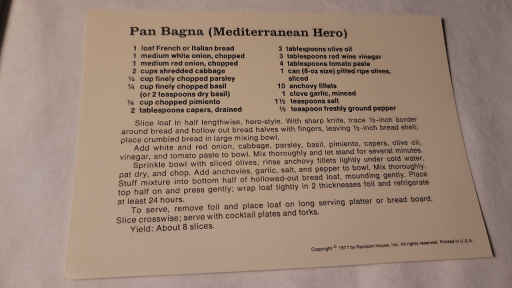 Pan Bagna (Mediterranean Hero)
1 loaf French or Italian bread
1 medium white onion, chopped
1 medium red onion, chopped
2 cups shredded cabbage
¼ cup finely chopped parsley
¼ cup finely chopped basil
(or 2 teaspoons dry basil)
¼ cup chopped pimiento
2 tablespoons capers, drained
3 tablespoons olive oil
3 tablespoons red wine vinegar
4 tablespoons tomato paste
1 can (6-oz size) pitted ripe olives,
sliced
10 anchovy fillets
1 clove garlic, minced
1½ teaspoons salt
½ teaspoon freshly ground pepper
Slice loaf in half lengthwise, hero-style. With sharp knife, trace ½-inch border
around bread and hollow out bread halves with fingers, leaving ½-inch bread shell;
place crumbled bread in large mixing bowl.
Add white and red onion, cabbage, parsley, basil, pimiento, capers, olive oil,
vinegar, and tomato paste to bowl. Mix thoroughly and let stand for several minutes.
Sprinkle bowl with sliced olives; rinse anchovy fillets lightly under cold water,
pat dry, and chop. Add anchovies, garlic, salt, and pepper to bowl. Mix thoroughly.
Stuff mixture into bottom half of hollowed-out bread loaf, mounding gently. Place
top half on and press gently; wrap loaf tightly in 2 thicknesses foil and refrigerate
at least 24 hours.
To serve, remove foil and place loaf on long serving platter or bread board.
Slice crosswise; serve with cocktail plates and forks.
Yield: About 8 slices.
Copyright © 1977 by Random House, Inc. All rights reserved. Printed in U.S.A.